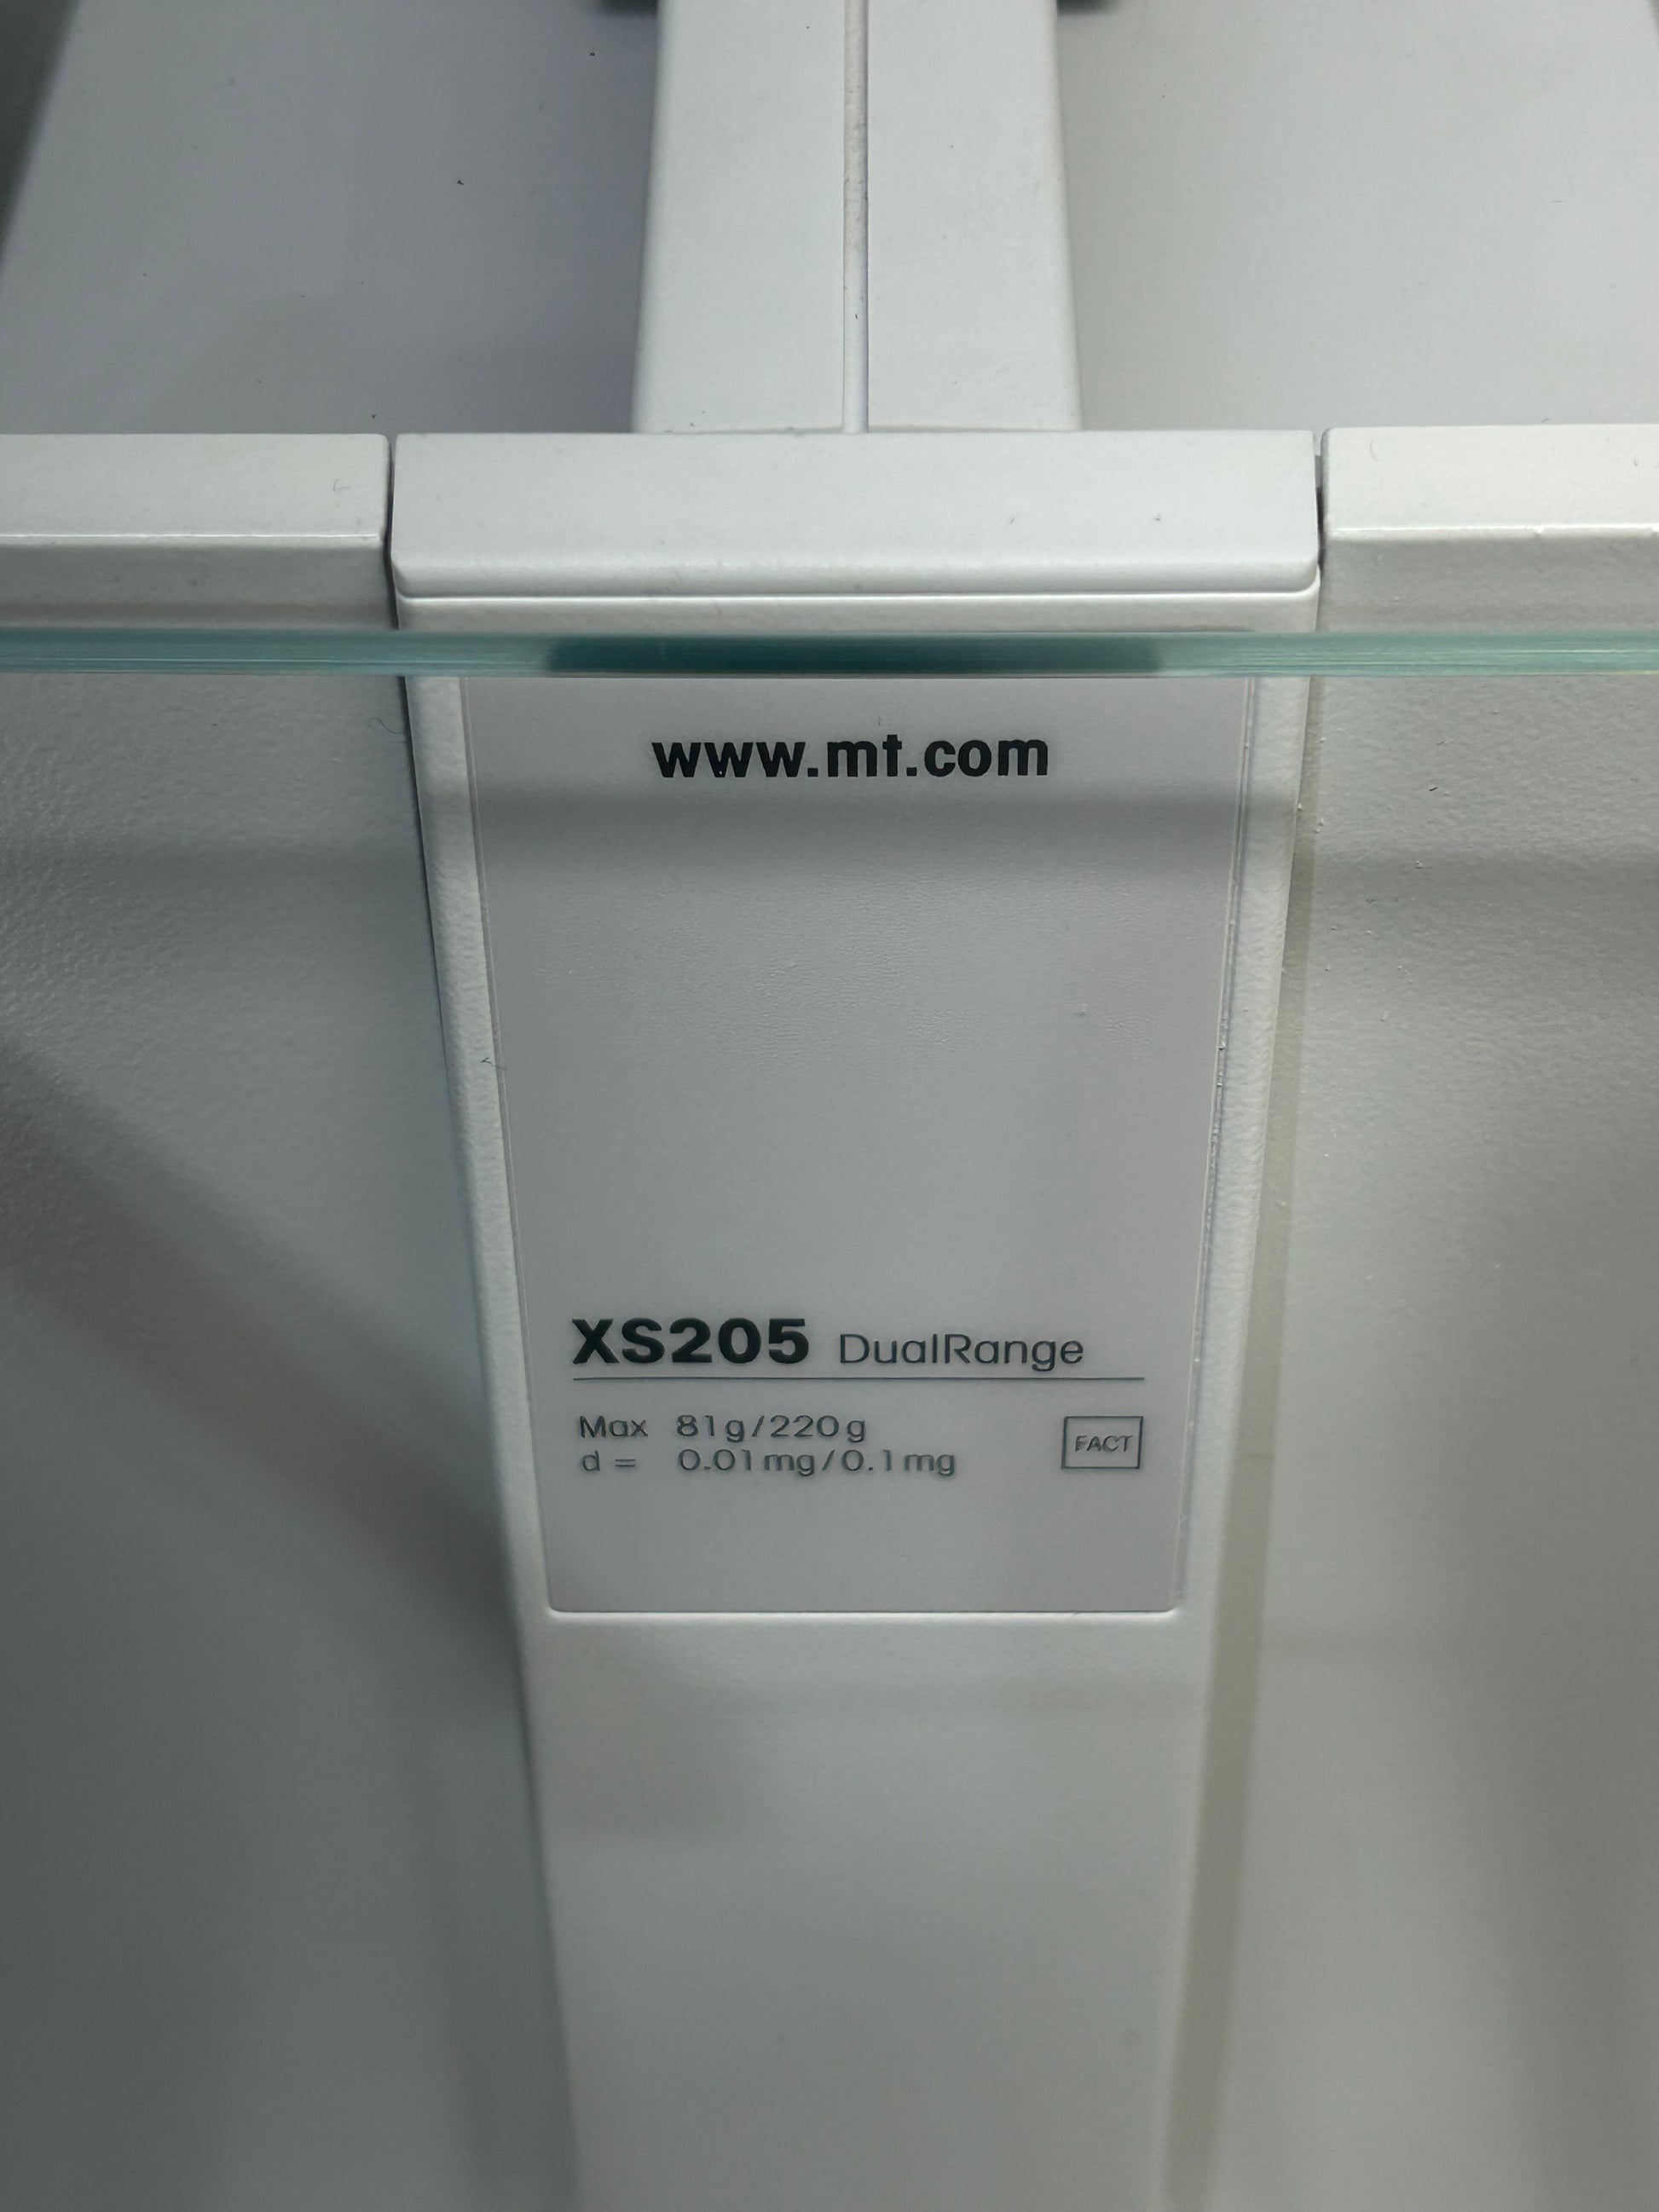 www.mt.com
XS205 DualRange
Max 81g/220g
d = 0.01mg/0.1mg
FACT